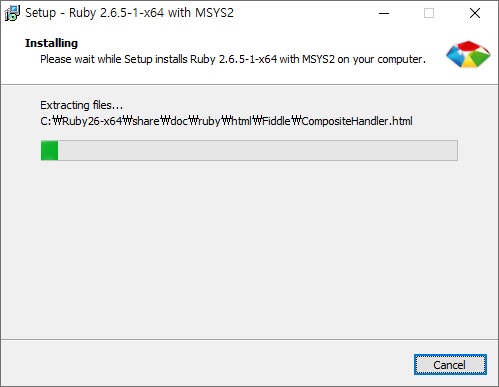 Setup - Ruby 2.6.5-1-x64 with MSYS2
Installing
Please wait while Setup installs Ruby 2.6.5-1-x64 with MSYS2 on your computer.
Extracting files...
C:₩Ruby26-x64₩share₩doc₩ruby₩html₩Fiddle₩CompositeHandler.html
Cancel